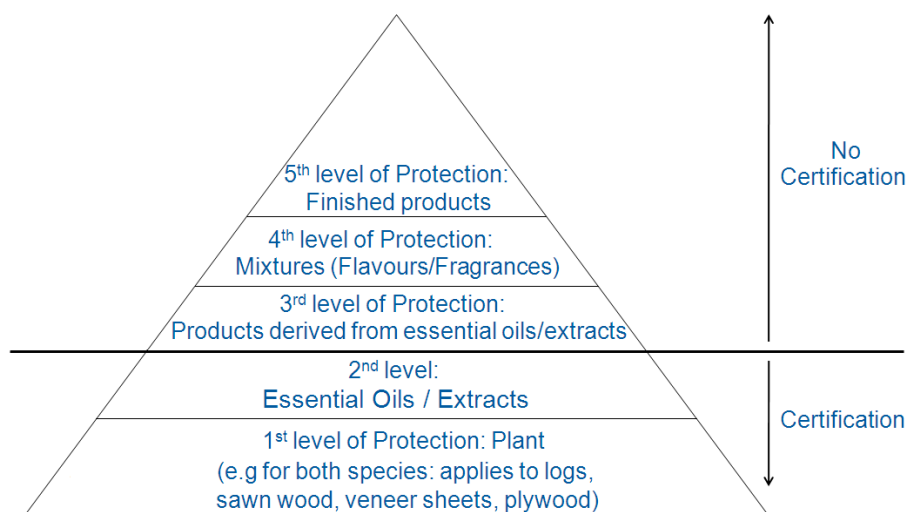 5th level of Protection:
Finished products
4th level of Protection:
Mixtures (Flavours/Fragrances)
3rd level of Protection:
Products derived from essential oils/extracts
2nd level:
Essential Oils / Extracts
1st level of Protection: Plant
(e.g for both species: applies to logs,
sawn wood, veneer sheets, plywood)
No
Certification
Certification